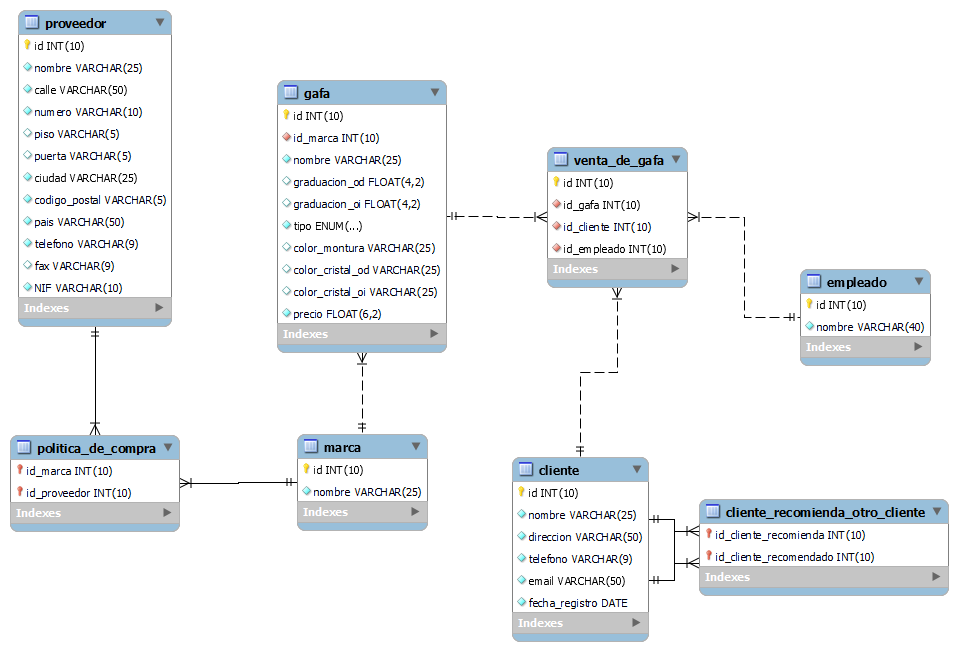 proveedor
id INT(10)
nombre VARCHAR(25)
calle VARCHAR(50)
numero VARCHAR(10)
piso VARCHAR(5)
puerta VARCHAR(5)
ciudad VARCHAR(25)
codigo_postal VARCHAR(5)
pais VARCHAR(50)
telefono VARCHAR(9)
fax VARCHAR(9)
NIF VARCHAR(10)
Indexes
gafa
id INT(10)
id_marca INT(10)
nombre VARCHAR(25)
graduacion_od FLOAT(4,2)
graduacion_oi FLOAT(4,2)
tipo ENUM(...)
color_montura VARCHAR(25)
color_cristal_od VARCHAR(25)
color_cristal_oi VARCHAR(25)
precio FLOAT(6,2)
Indexes
venta_de_gafa
id INT(10)
id_gafa INT(10)
id_cliente INT(10)
id_empleado INT(10)
Indexes
empleado
id INT(10)
nombre VARCHAR(40)
Indexes
politica_de_compra
id_marca INT(10)
id_proveedor INT(10)
Indexes
marca
id INT(10)
nombre VARCHAR(25)
Indexes
cliente
id INT(10)
nombre VARCHAR(25)
direccion VARCHAR(50)
telefono VARCHAR(9)
email VARCHAR(50)
fecha_registro DATE
Indexes
cliente_recomienda_otro_cliente
id_cliente_recomienda INT(10)
id_cliente_recomendado INT(10)
Indexes